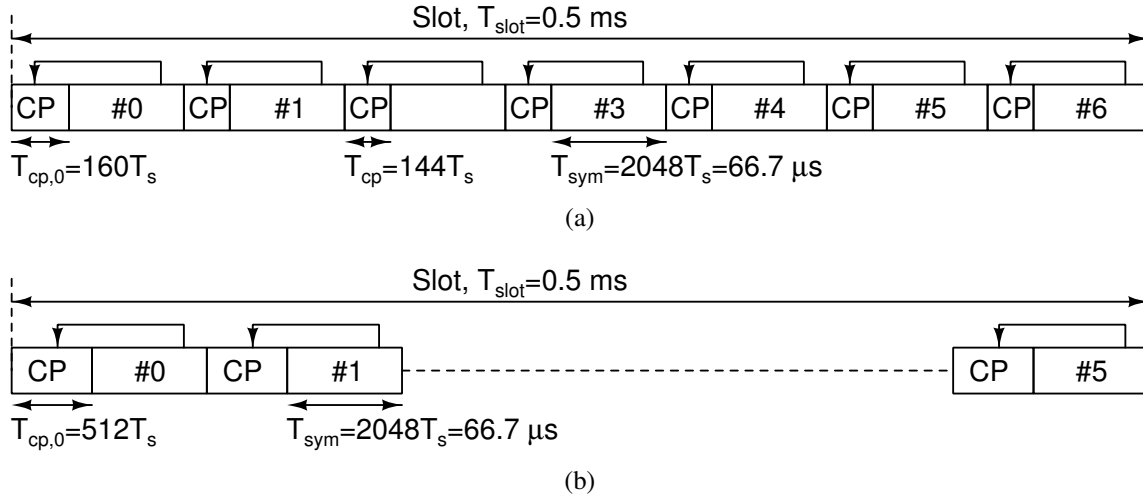 Slot, T_slot=0.5 ms
CP #0 CP #1 CP CP #3 CP #4 CP #5 CP #6
T_cp,0=160T_s T_cp=144T_s T_sym=2048T_s=66.7 μs
(a)
Slot, T_slot=0.5 ms
CP #0 CP #1 CP #5
T_cp,0=512T_s T_sym=2048T_s=66.7 μs
(b)